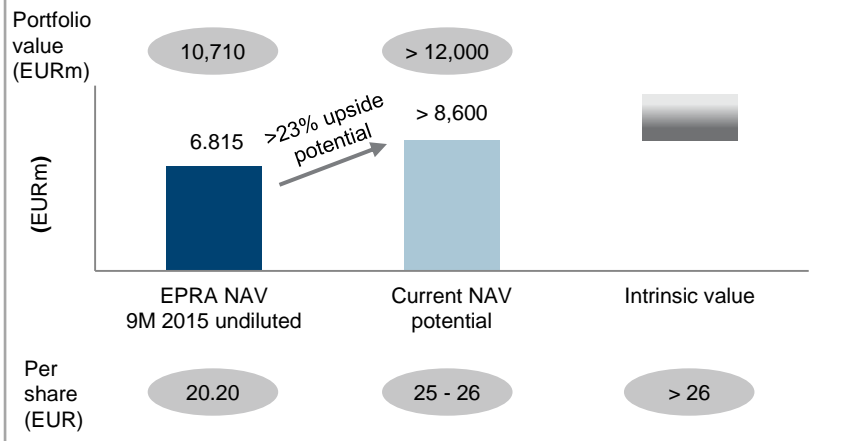 Portfolio
value
(EURm)
10,710
> 12,000
(EURm)
6.815
>23% upside
potential
> 8,600
EPRA NAV
9M 2015 undiluted
Current NAV
potential
Intrinsic value
Per
share
(EUR)
20.20
25 - 26
> 26